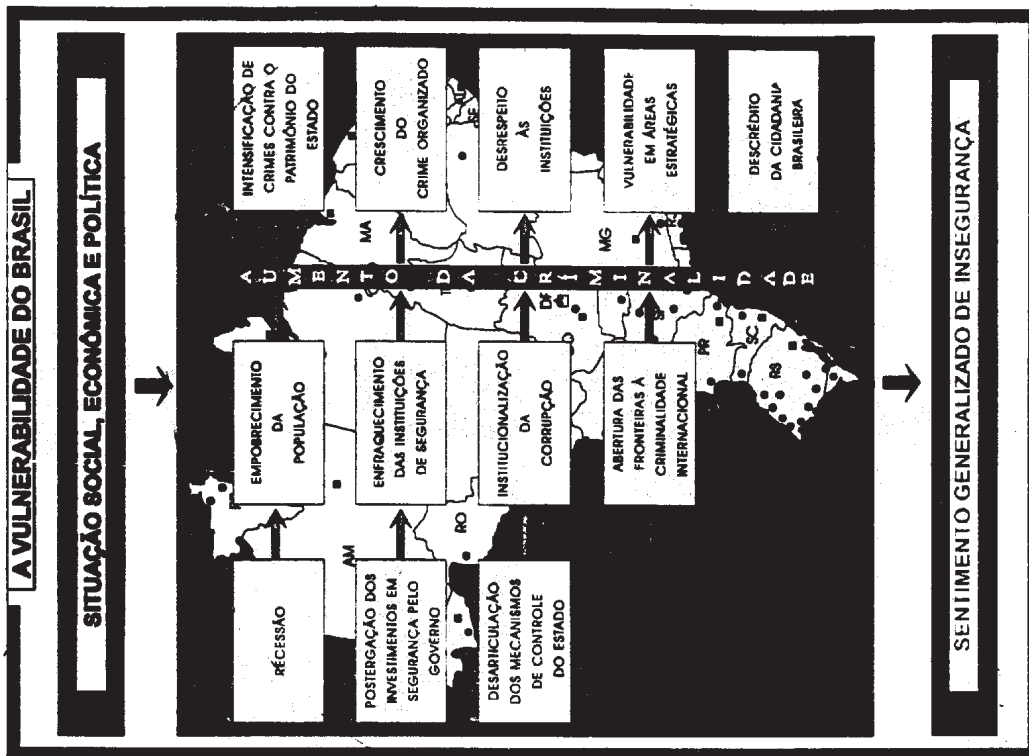 A VULNERABILIDADE DO BRASIL
SITUAÇÃO SOCIAL, ECONÔMICA E POLÍTICA
RECESSÃO
EMPOBRECIMENTO
DA
POPULAÇÃO
INTENSIFICAÇÃO DE
CRIMES CONTRA O
PATRIMÔNIO DO
ESTADO
POSTERGAÇÃO DOS
INVESTIMENTOS EM
SEGURANÇA PELO
GOVERNO
ENFRAQUECIMENTO
DAS INSTITUIÇÕES
DE SEGURANÇA
CRESCIMENTO
DO
CRIME ORGANIZADO
DESARTICULAÇÃO
DOS MECANISMOS
DE CONTROLE
DO ESTADO
INSTITUCIONALIZAÇÃO
DA
CORRUPÇÃO
DESRESPEITO
ÀS
INSTITUIÇÕES
ABERTURA DAS
FRONTEIRAS À
CRIMINALIDADE
INTERNACIONAL
VULNERABILIDADE
EM ÁREAS
ESTRATÉGICAS
DESCRÉDITO
DA CIDADANIA
BRASILEIRA
AUMENTO DA CRIMINALIDADE
AM
MA
RO
DF
MG
PR
SC
RS
SENTIMENTO GENERALIZADO DE INSEGURANÇA